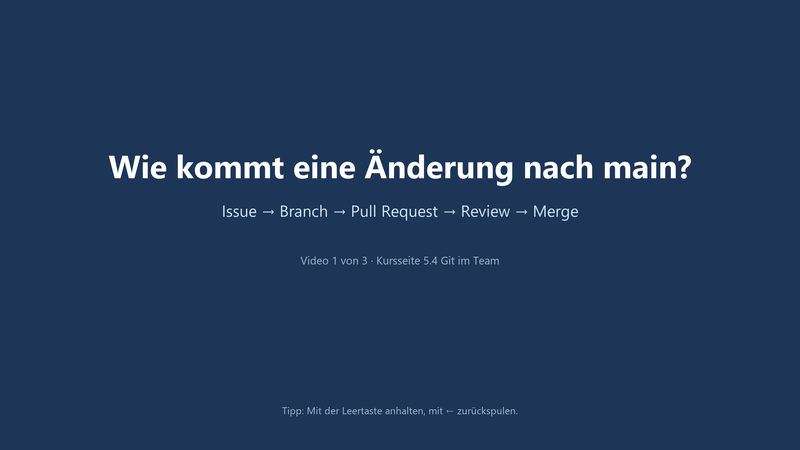 Wie kommt eine Änderung nach main?
Issue → Branch → Pull Request → Review → Merge
Video 1 von 3 · Kursseite 5.4 Git im Team
Tipp: Mit der Leertaste anhalten, mit ← zurückspulen.